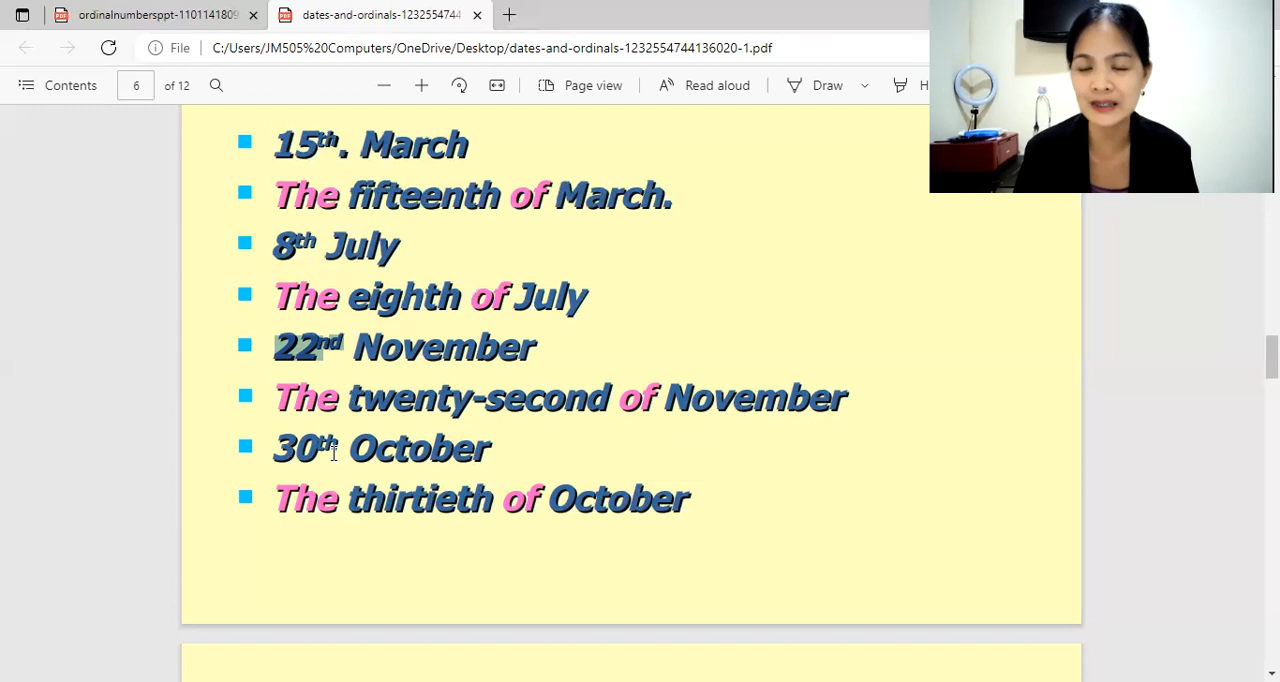 ordinalnumbersppt-1101141809
dates-and-ordinals-1232554744
File
C:/Users/JM505%20Computers/OneDrive/Desktop/dates-and-ordinals-1232554744136020-1.pdf
Contents
6 of 12
Page view
Read aloud
Draw
H
15th. March
The fifteenth of March.
8th July
The eighth of July
22nd November
The twenty-second of November
30th October
The thirtieth of October